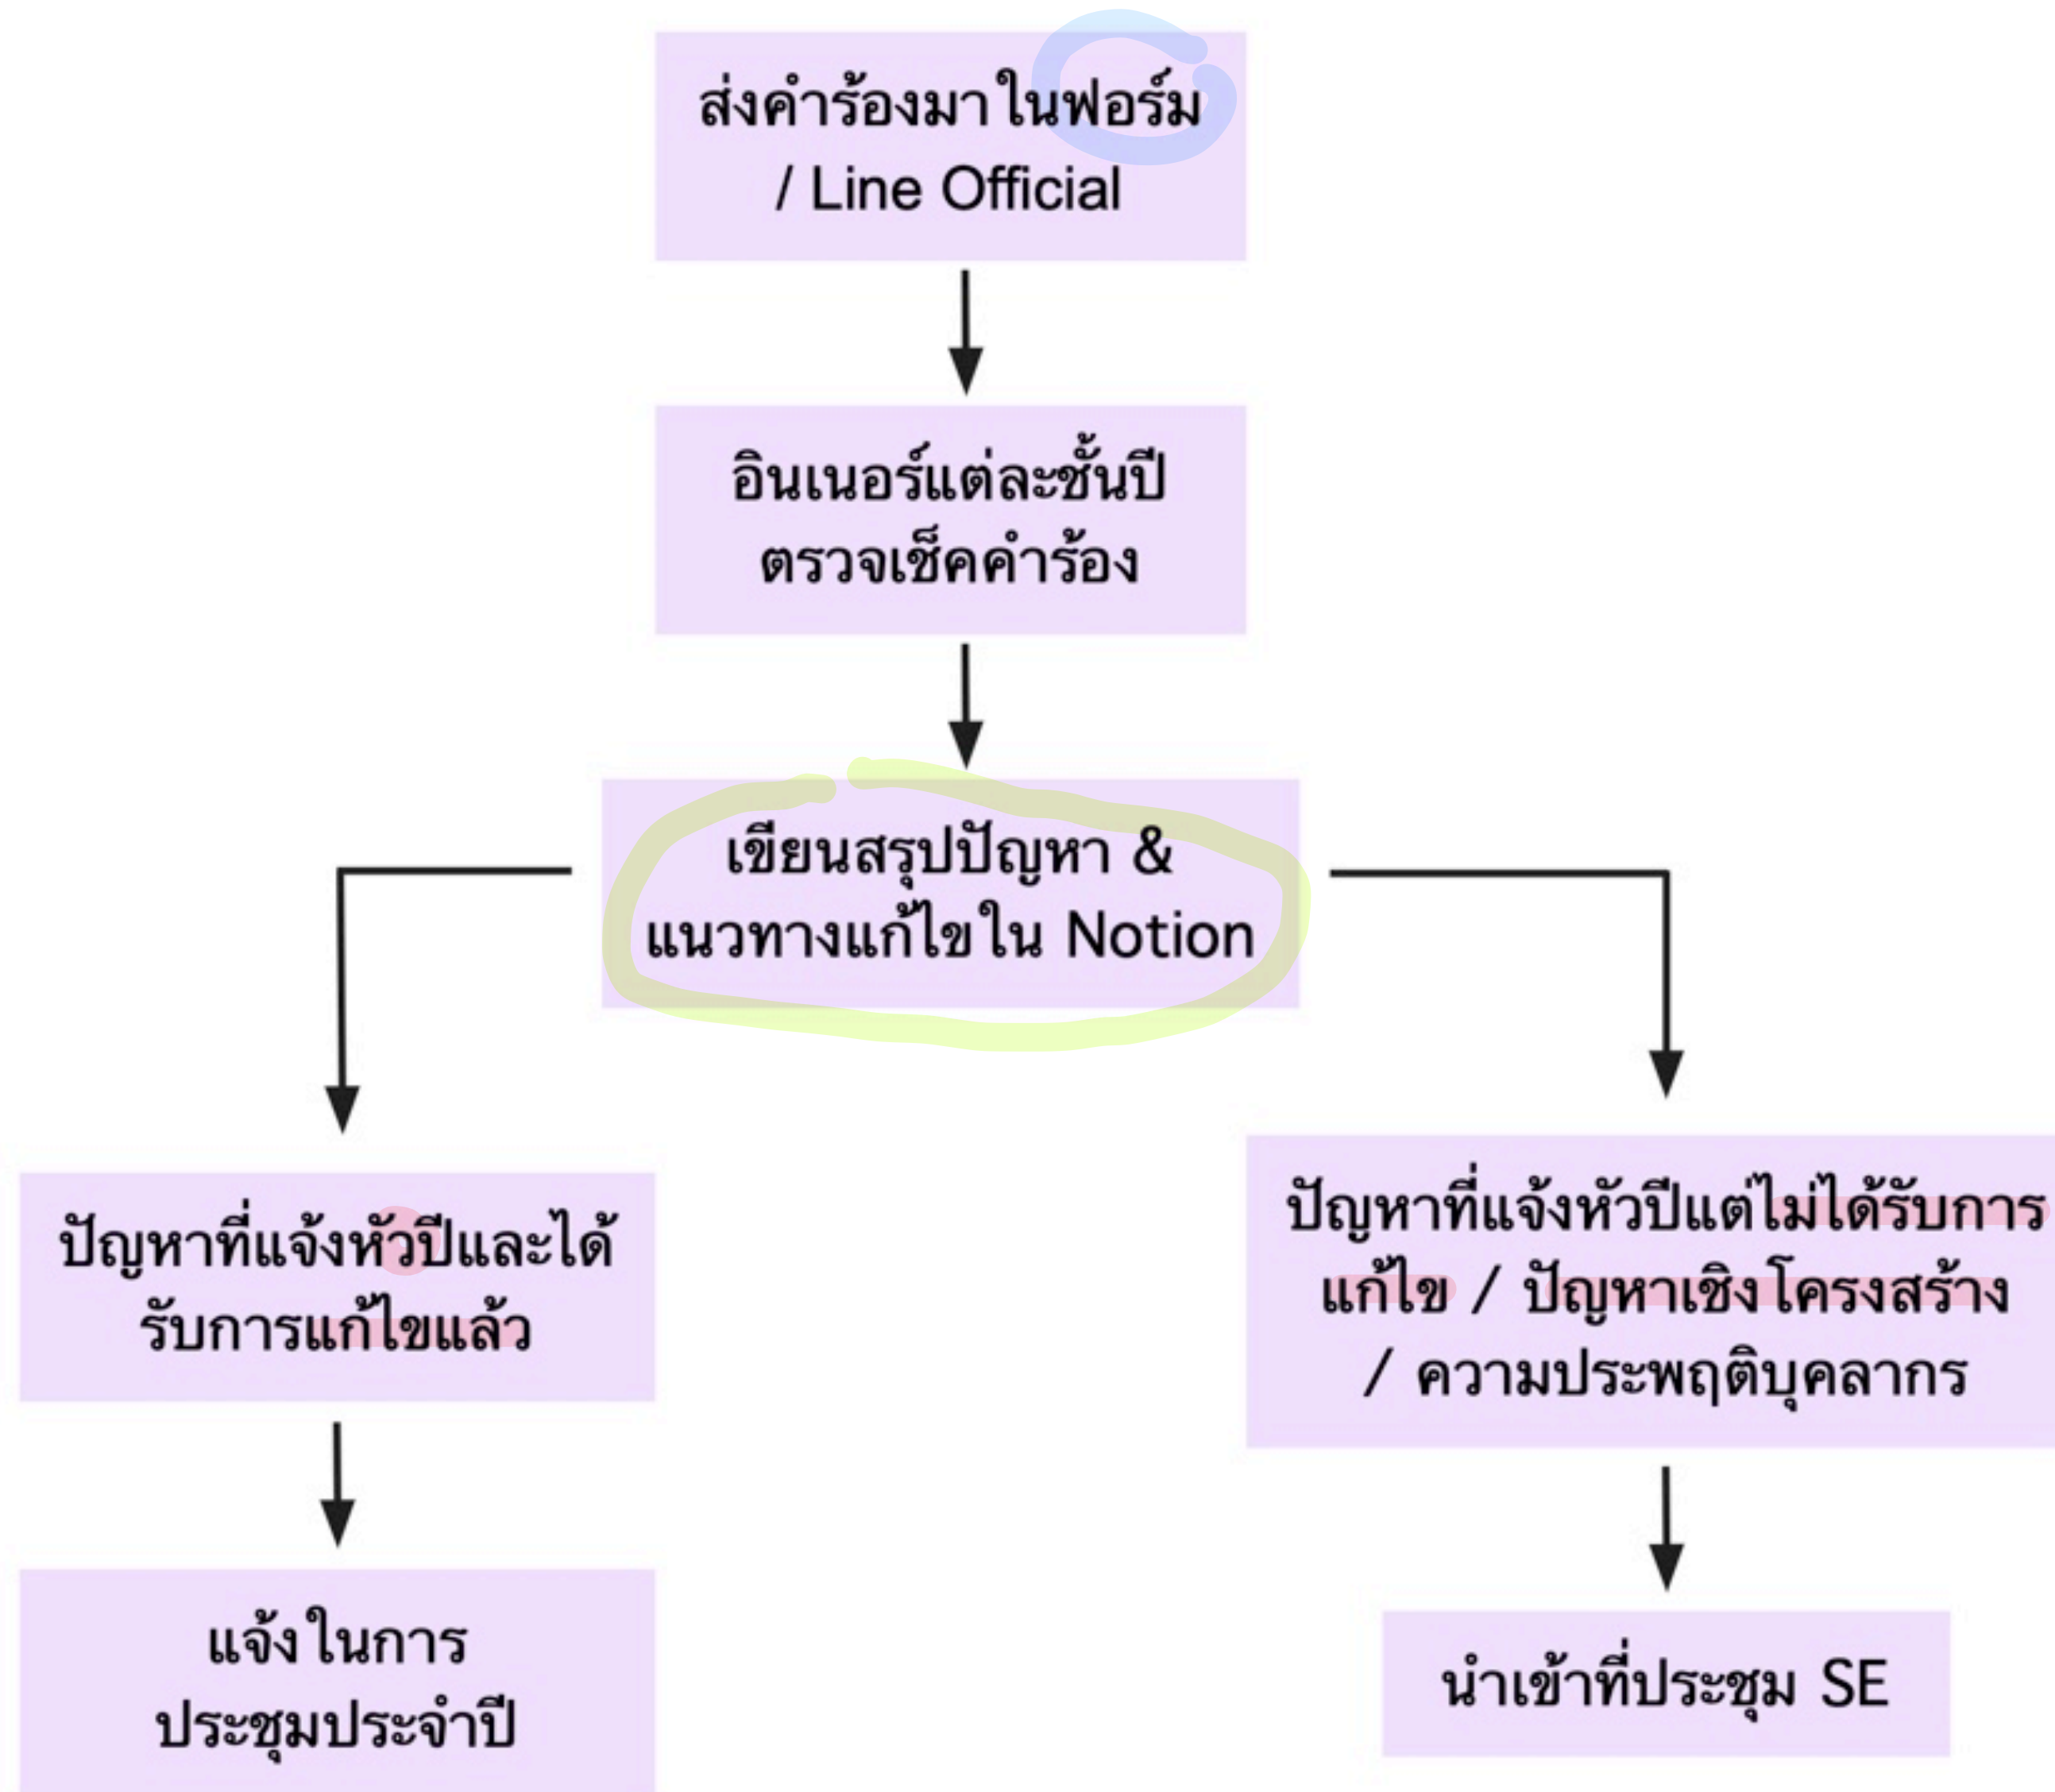 ส่งคำร้องมาในฟอร์ม
/ Line Official
อินเนอร์แต่ละชั้นปี
ตรวจเช็คคำร้อง
เขียนสรุปปัญหา &
แนวทางแก้ไขใน Notion
ปัญหาที่แจ้งหัวปีและได้
รับการแก้ไขแล้ว
แจ้งในการ
ประชุมประจำปี
ปัญหาที่แจ้งหัวปีแต่ไม่ได้รับการ
แก้ไข / ปัญหาเชิงโครงสร้าง
/ ความประพฤติบุคลากร
นำเข้าที่ประชุม SE